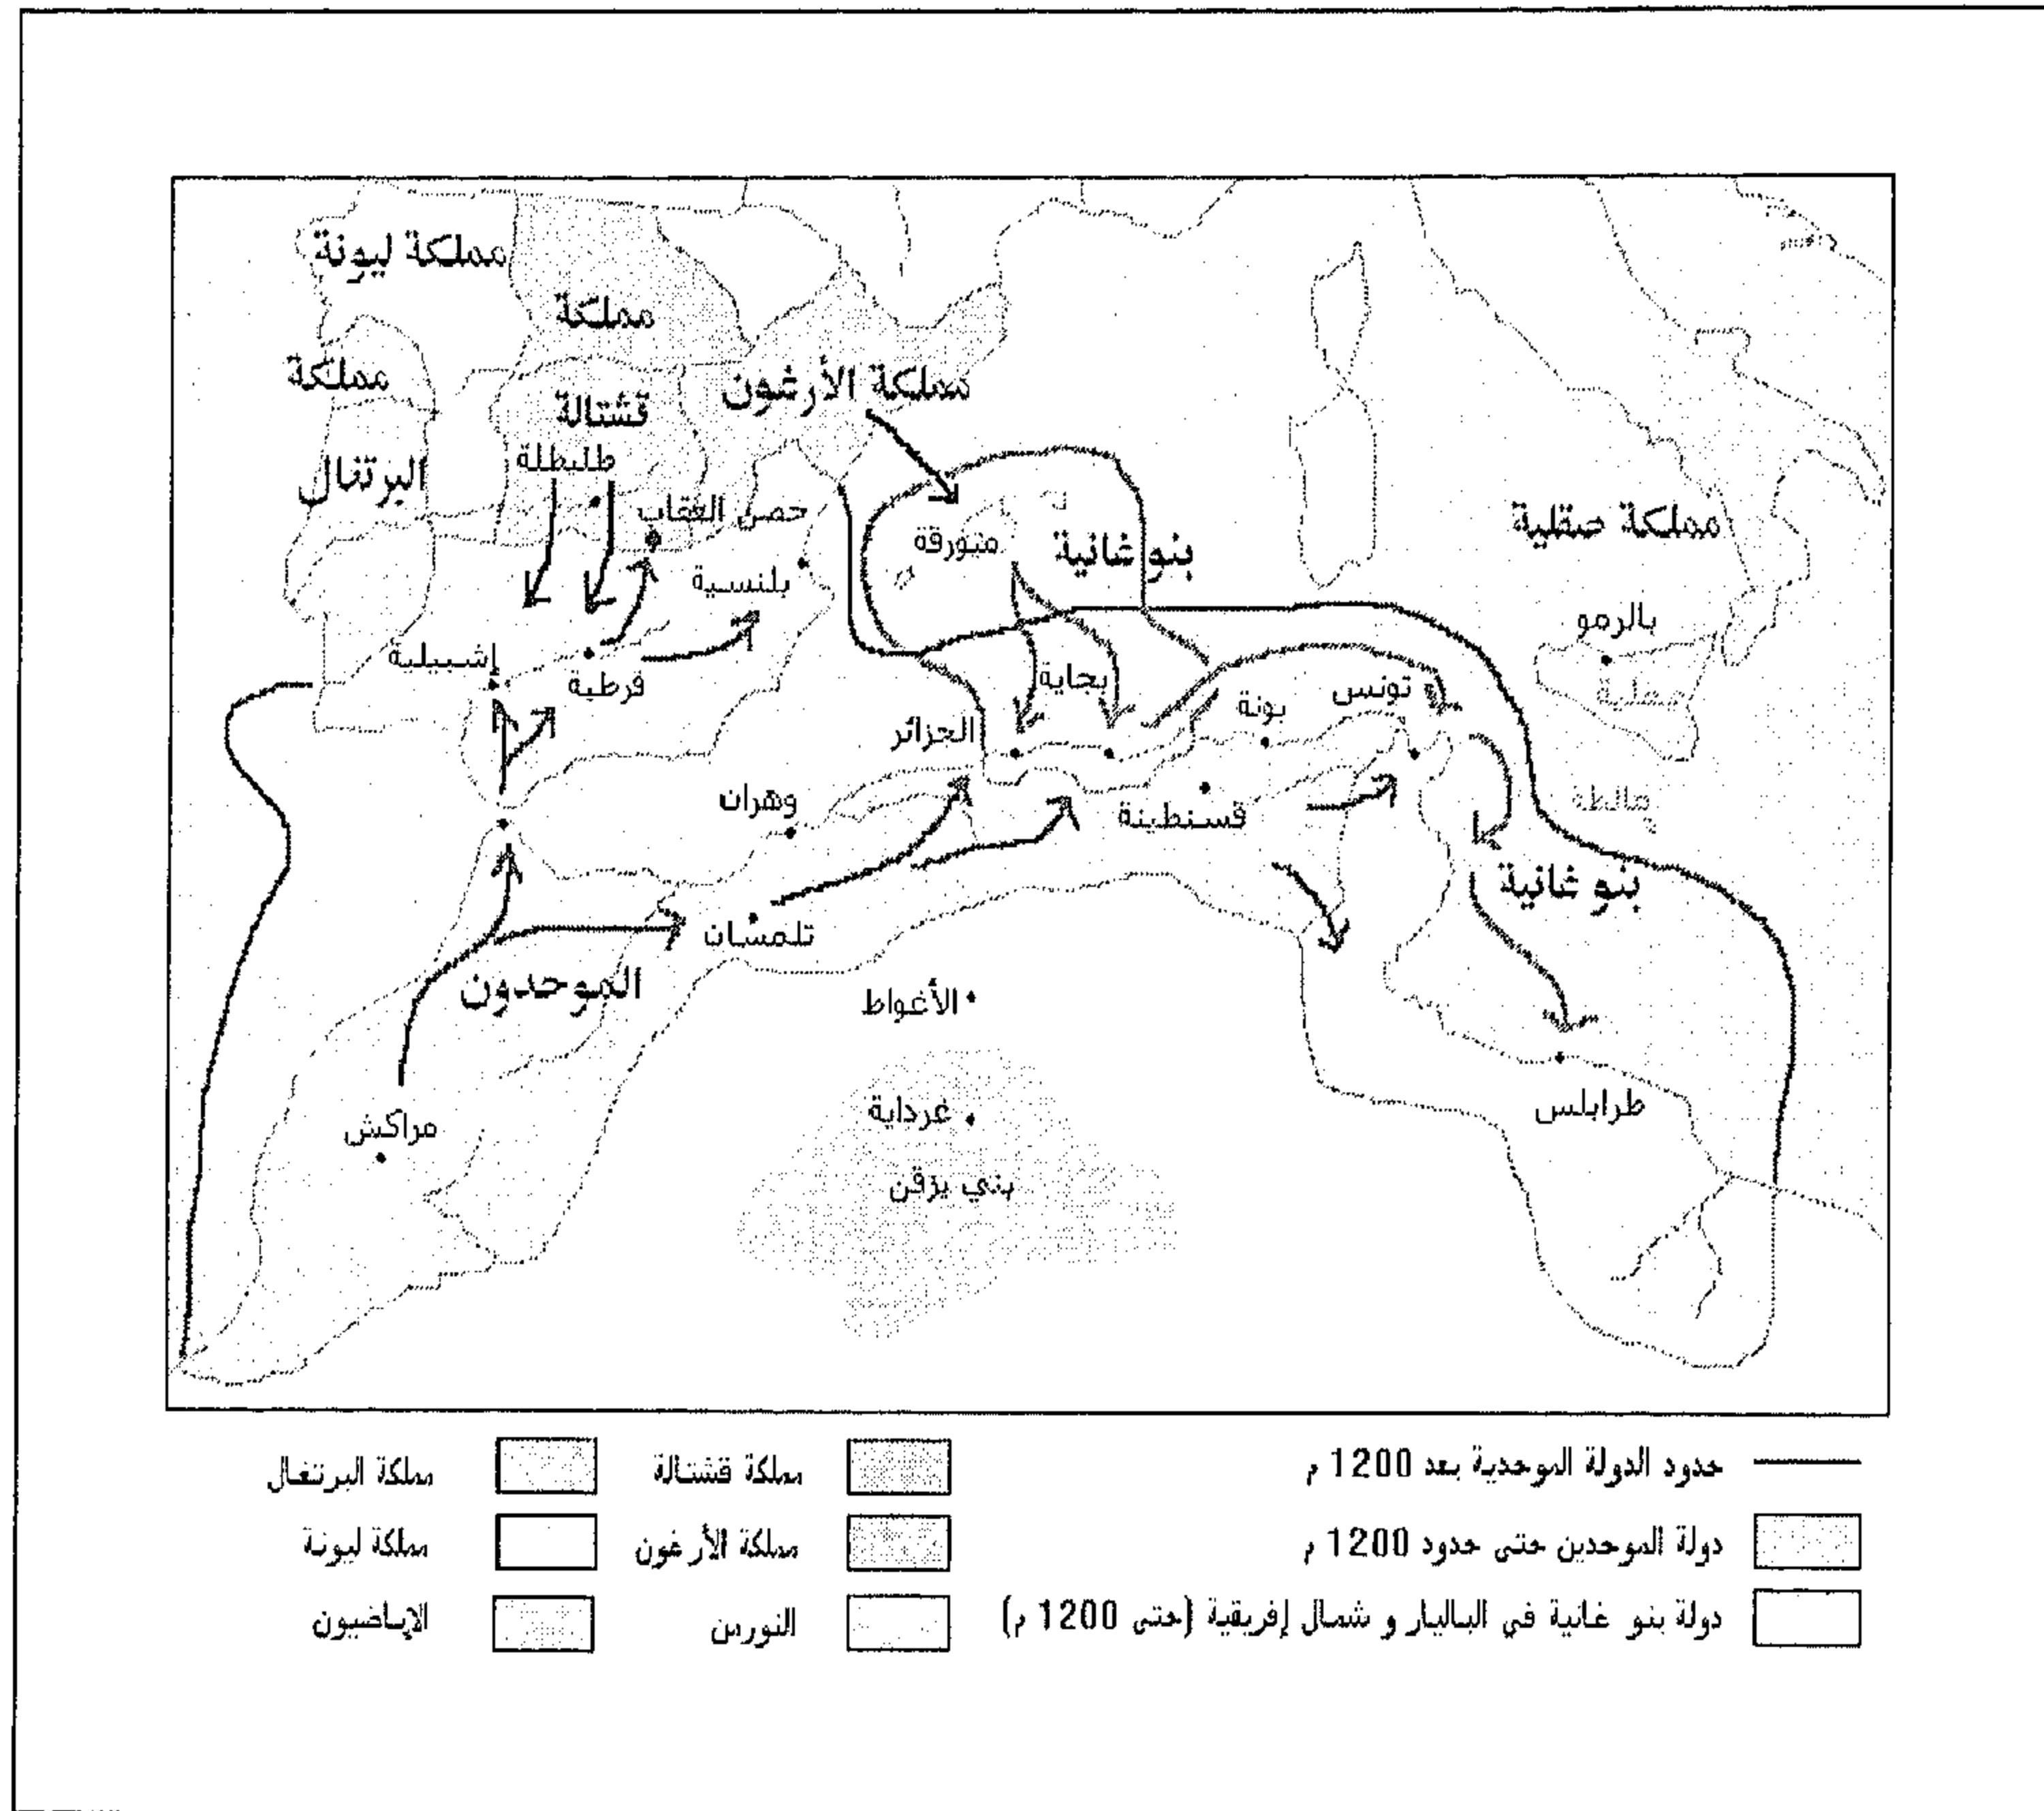 مملكة ليونة
مملكة
قشتالة
مملكة
البرتغال
مملكة الأرغون
طليطلة
حصن العقاب
بلنسية
ميورقة
بنو غانية
مملكة صقلية
بالرمو
صقلية
إشبيلية
قرطبة
بجاية
الجزائر
بونة
تونس
وهران
قسنطينة
مالطة
بنو غانية
تلمسان
الموحدون
الأغواط
غرداية
بني يزقن
مراكش
طرابلس
حدود الدولة الموحدية بعد 1200 م
دولة الموحدين حتى حدود 1200 م
دولة بنو غانية في الباليار و شمال إفريقية (حتى 1200 م)
مملكة قشتالة
مملكة الأرغون
النورمن
مملكة البرتغال
مملكة ليونة
الإباضيون